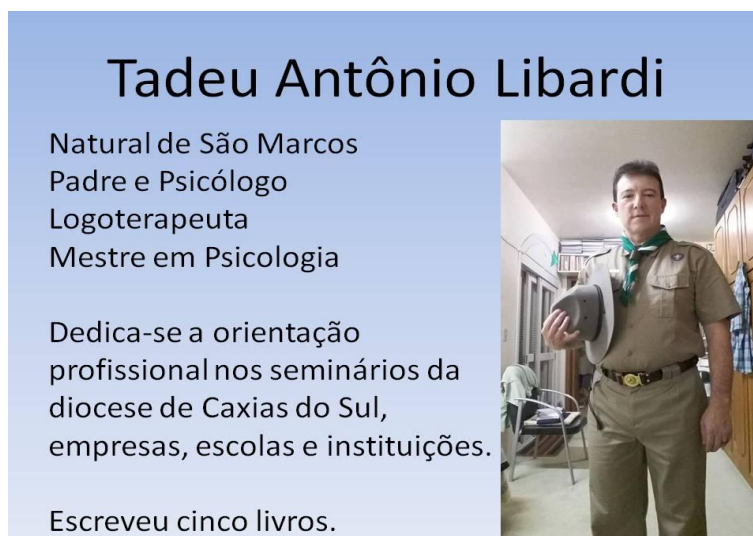 Tadeu Antônio Libardi
Natural de São Marcos
Padre e Psicólogo
Logoterapeuta
Mestre em Psicologia
Dedica-se a orientação
profissional nos seminários da
diocese de Caxias do Sul,
empresas, escolas e instituições.
Escreveu cinco livros.